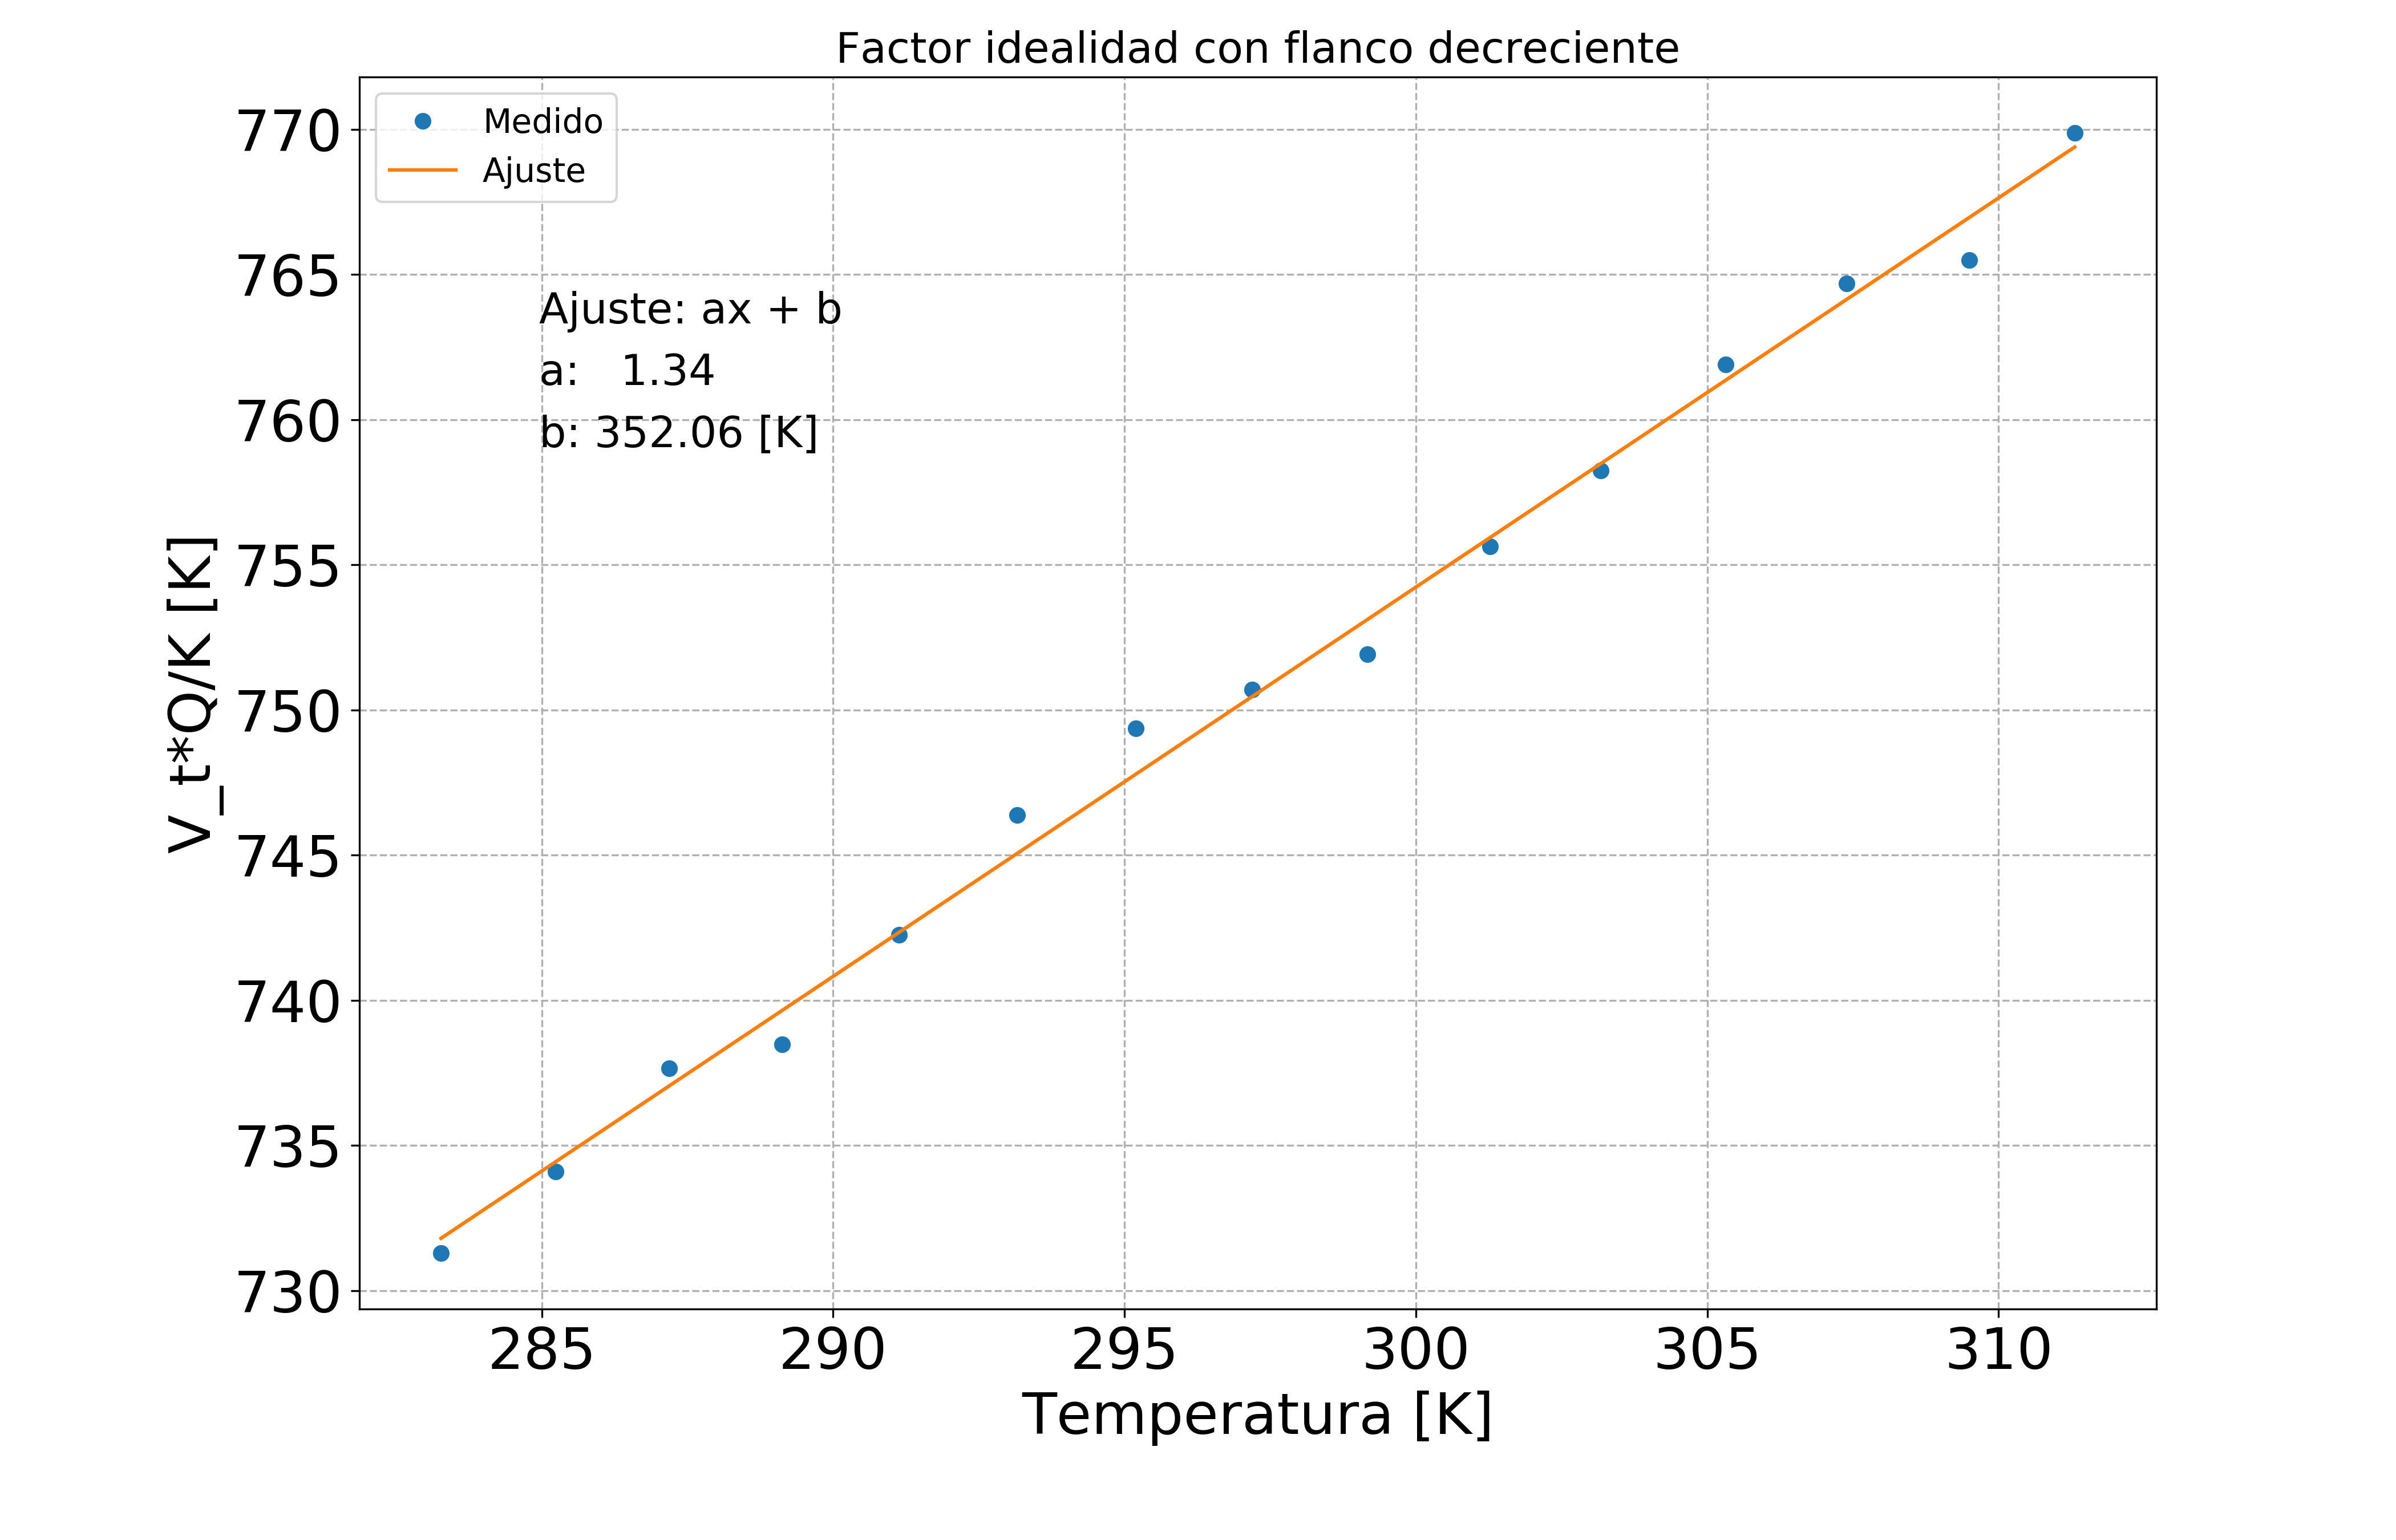 Factor idealidad con flanco decreciente
Medido
Ajuste
Ajuste: ax + b
a: 1.34
b: 352.06 [K]
V_t*Q/K [K]
770
765
760
755
750
745
740
735
730
285 290 295 300 305 310
Temperatura [K]